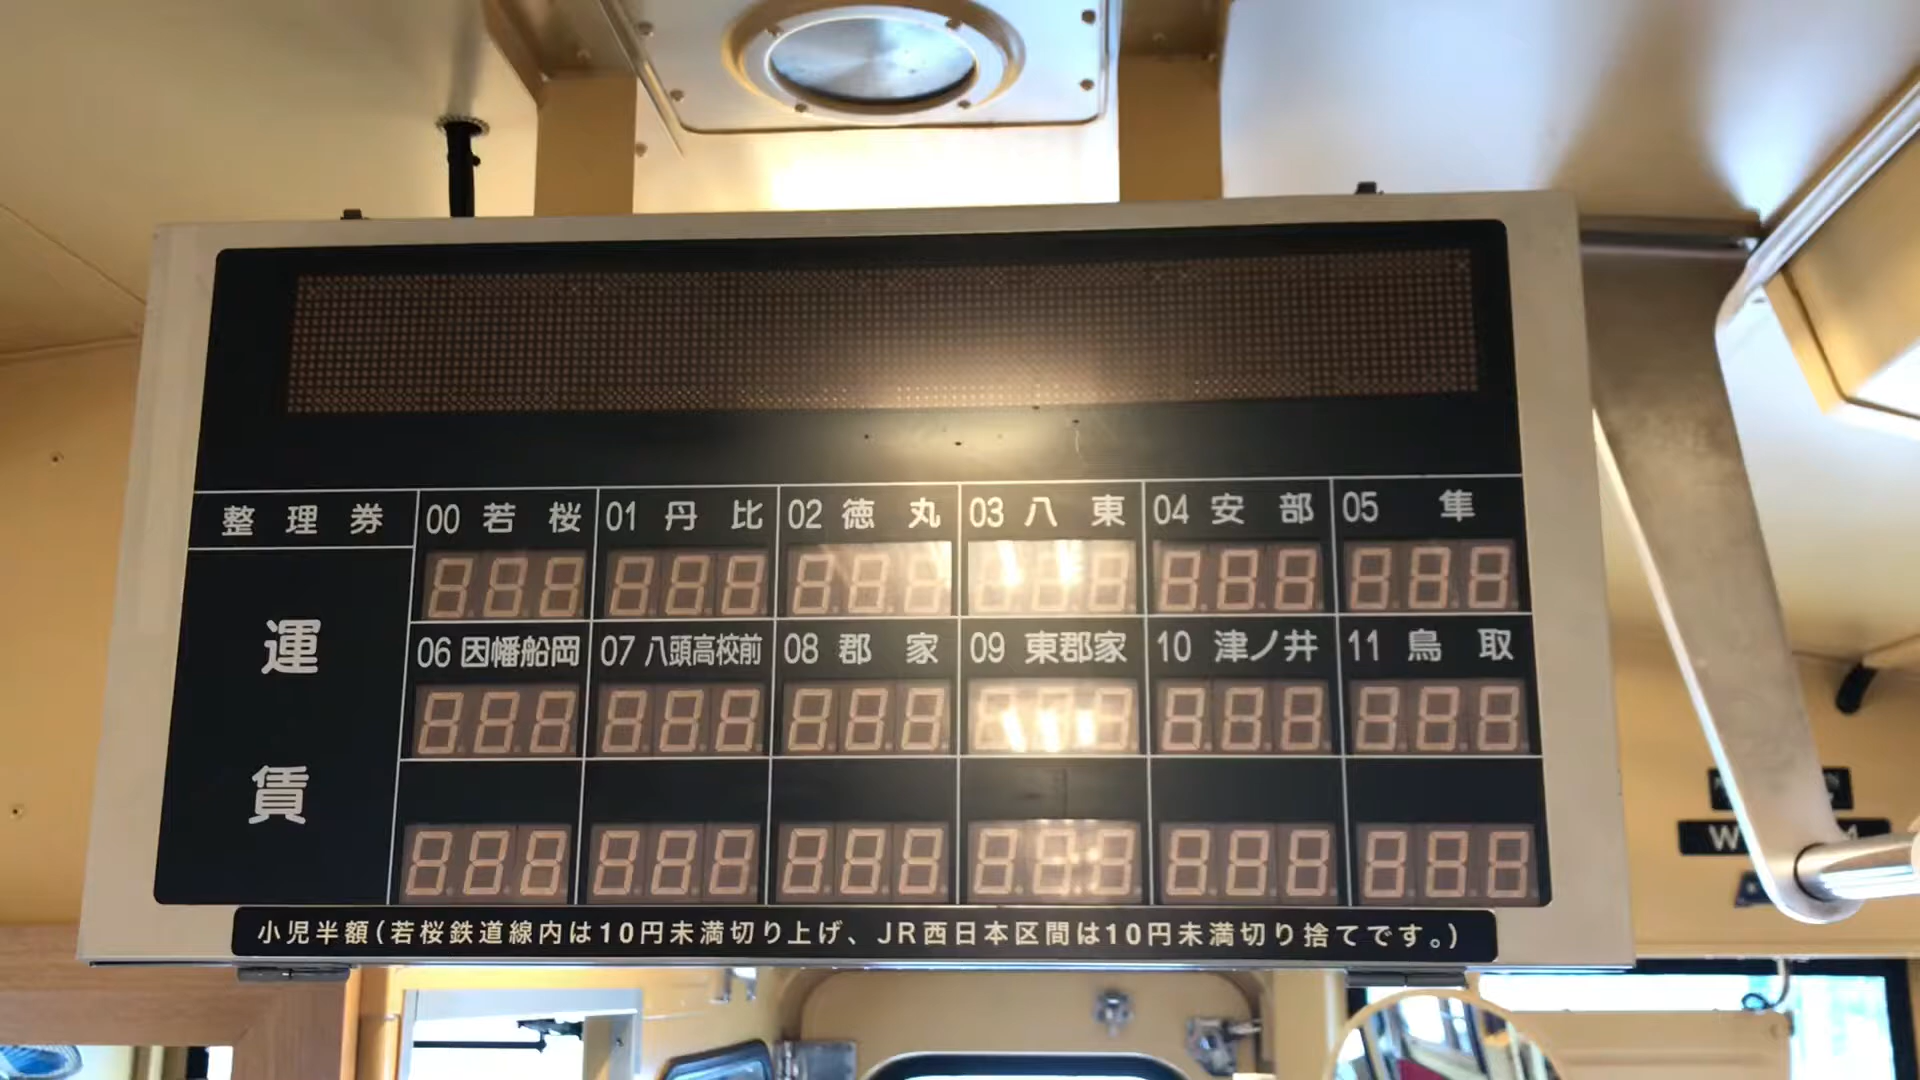 整理券 00 若桜 01 丹比 02 徳丸 03 八東 04 安部 05 隼
運賃
06 因幡船岡 07 八頭高校前 08 郡家 09 東郡家 10 津ノ井 11 鳥取
小児半額(若桜鉄道線内は10円未満切り上げ、JR西日本区間は10円未満切り捨てです。)